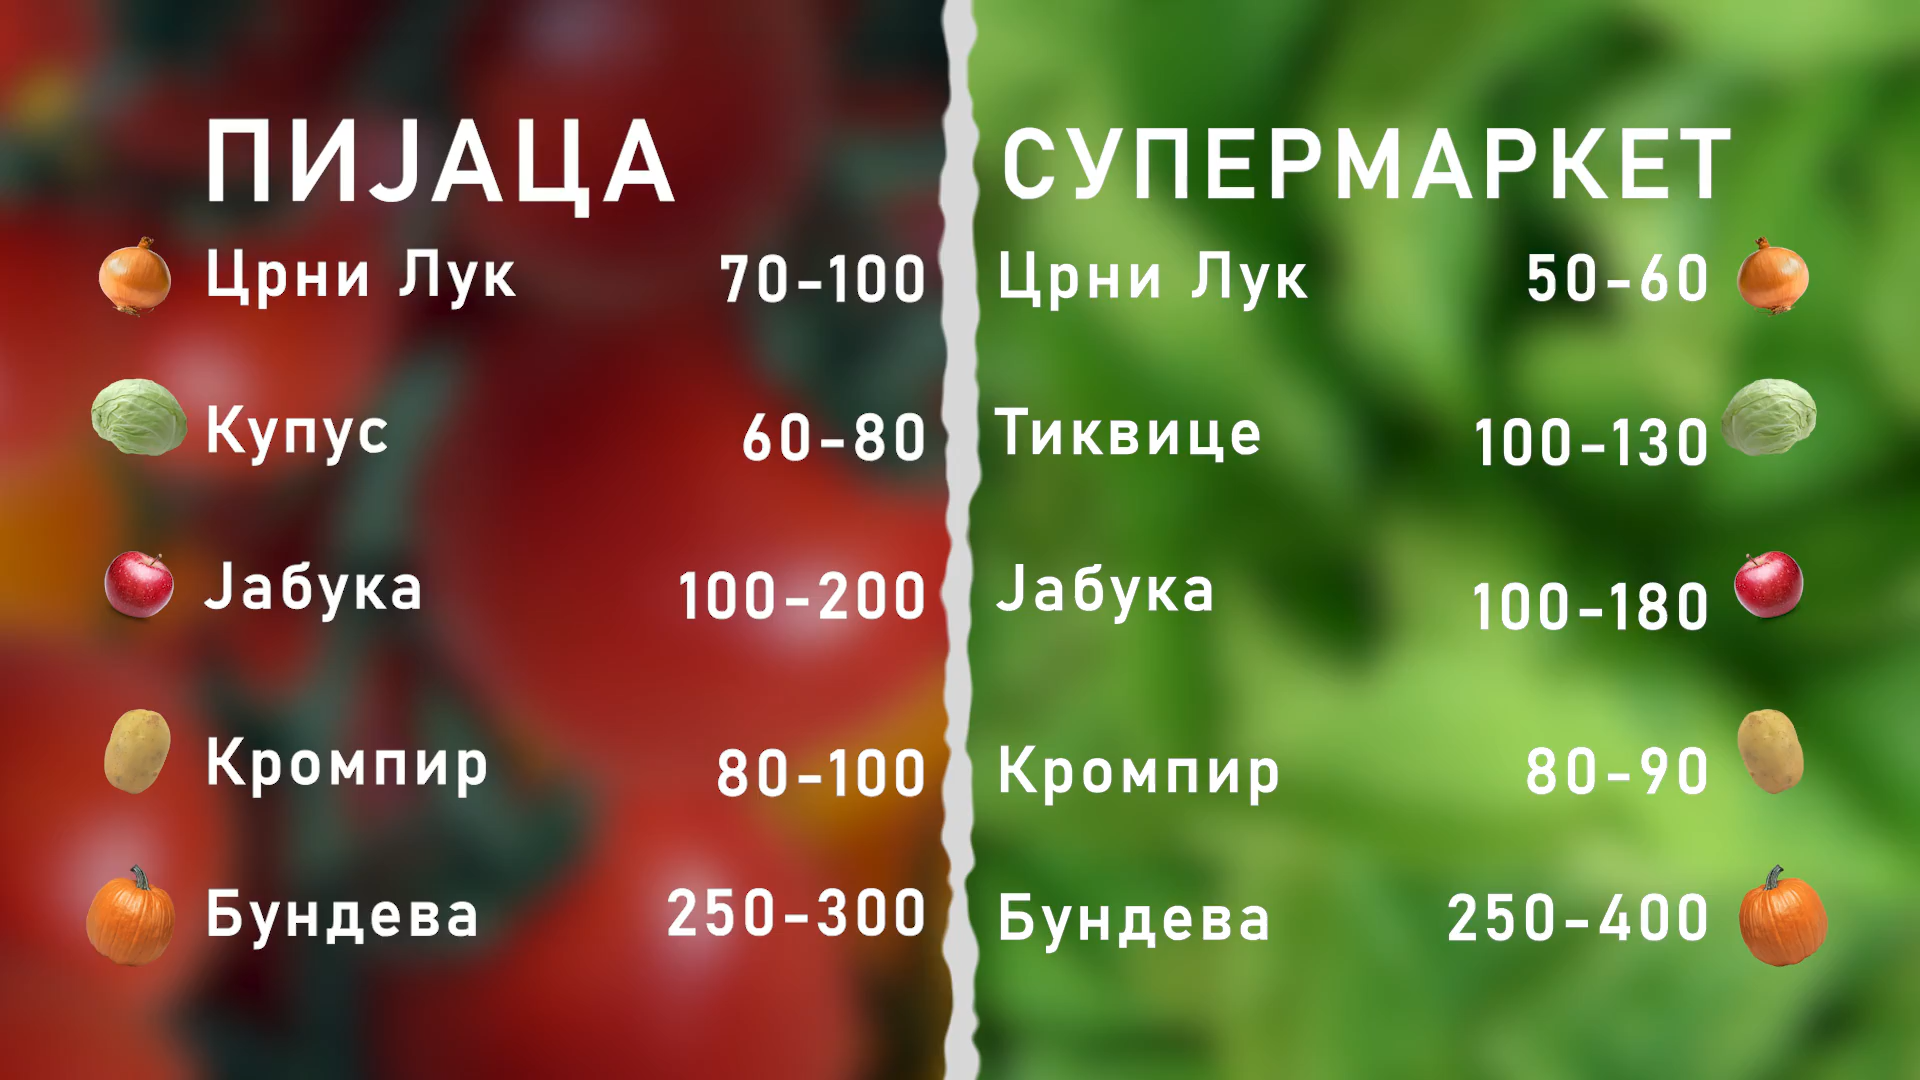 ПИЈАЦА
Црни Лук 70-100
Купус 60-80
Јабука 100-200
Кромпир 80-100
Бундева 250-300
СУПЕРМАРКЕТ
Црни Лук 50-60
Тиквице 100-130
Јабука 100-180
Кромпир 80-90
Бундева 250-400